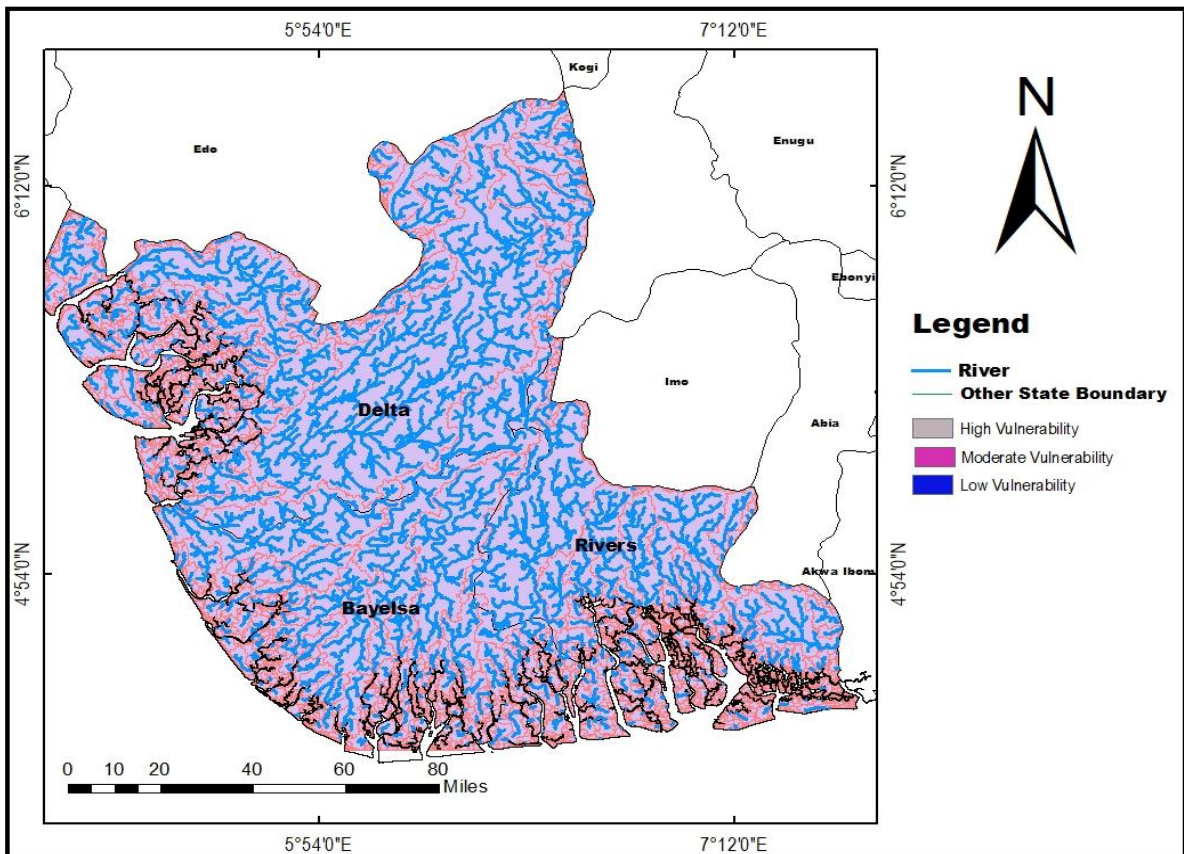 5°54'0"E
7°12'0"E
Kogi
Enugu
Edo
6°12'0"N
6°12'0"N
N
Ebonyi
Legend
River
Other State Boundary
Imo
Delta
Abia
High Vulnerability
Moderate Vulnerability
Low Vulnerability
Rivers
4°54'0"N
Akwa Ibom
4°54'0"N
Bayelsa
0 10 20 40 60 80
Miles
5°54'0"E
7°12'0"E